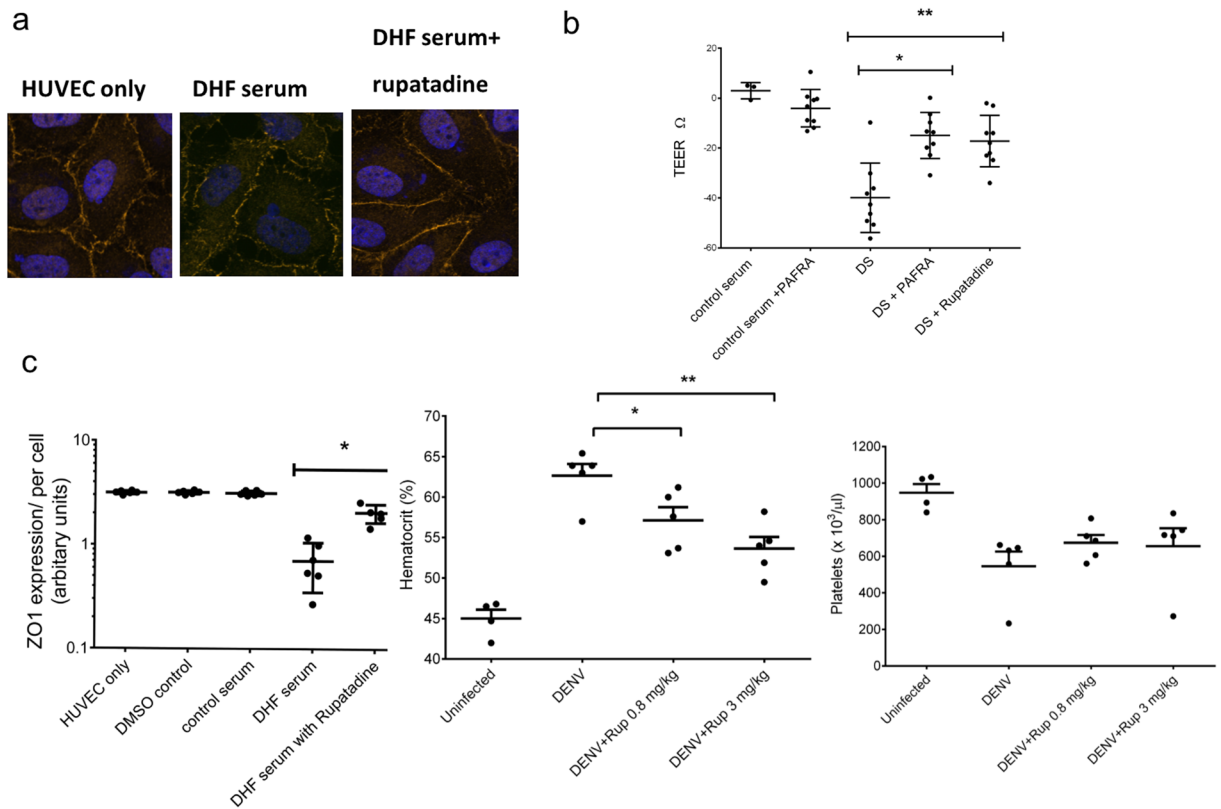 a
HUVEC only
DHF serum
DHF serum+
rupatadine
b
**
*
TEER Ω
20
0
-20
-40
-60
control serum
control serum +PAFRA
DS
DS + PAFRA
DS + Rupatadine
c
*
ZO1 expression/ per cell
(arbitary units)
10
1
0.1
HUVEC only
DMSO control
control serum
DHF serum
DHF serum with Rupatadine
**
*
Hematocrit (%)
70
65
60
55
50
45
40
Uninfected
DENV
DENV+Rup 0.8 mg/kg
DENV+Rup 3 mg/kg
Platelets (x 10³/µl)
1200
1000
800
600
400
200
0
Uninfected
DENV
DENV+Rup 0.8 mg/kg
DENV+Rup 3 mg/kg